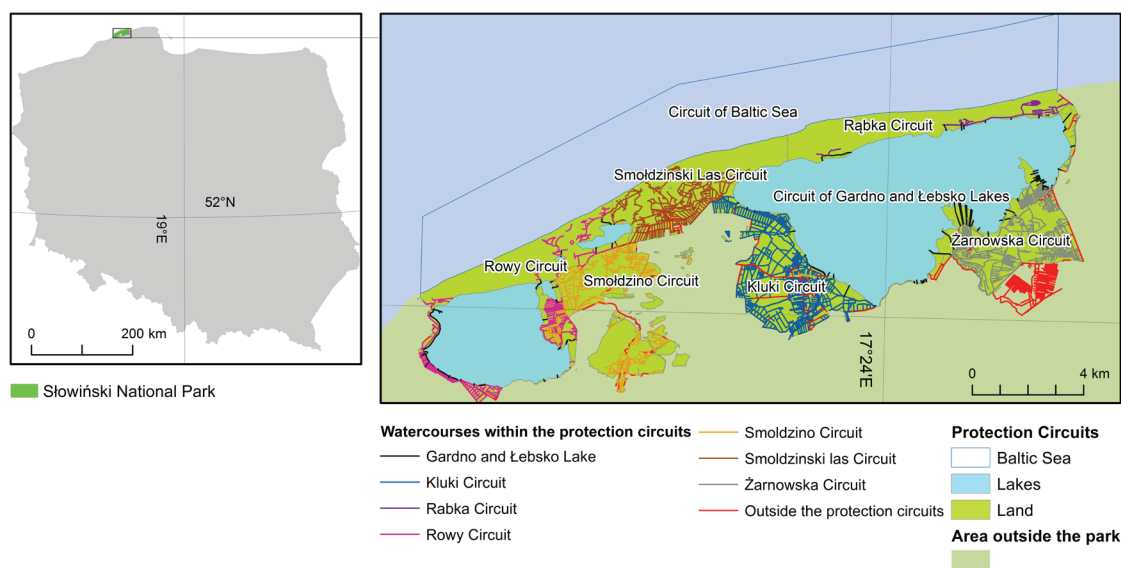 52°N
19°E
0 200 km
Słowiński National Park
Circuit of Baltic Sea
Rąbka Circuit
Smołdzinski Las Circuit
Circuit of Gardno and Łebsko Lakes
Żarnowska Circuit
Rowy Circuit
Smołdzino Circuit
Kluki Circuit
17°24'E
0 4 km
Watercourses within the protection circuits
Gardno and Łebsko Lake
Kluki Circuit
Rabka Circuit
Rowy Circuit
Smoldzino Circuit
Smoldzinski las Circuit
Żarnowska Circuit
Outside the protection circuits
Protection Circuits
Baltic Sea
Lakes
Land
Area outside the park